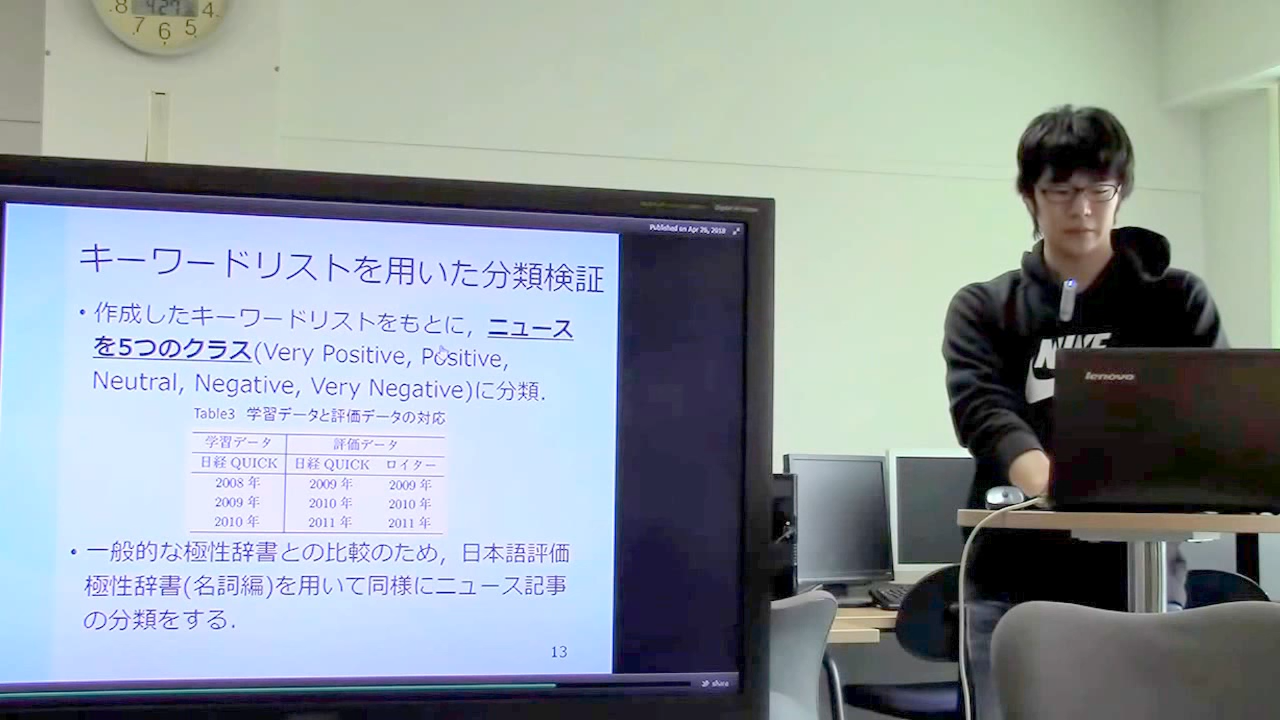 8 4:27 4
7 6 5
Published on Apr 26, 2018
キーワードリストを用いた分類検証
・作成したキーワードリストをもとに，ニュース
を5つのクラス(Very Positive, Positive,
Neutral, Negative, Very Negative)に分類.
Table3 学習データと評価データの対応
学習データ 評価データ
日経 QUICK 日経 QUICK ロイター
2008 年 2009 年 2009 年
2009 年 2010 年 2010 年
2010 年 2011 年 2011 年
・一般的な極性辞書との比較のため，日本語評価
極性辞書(名詞編)を用いて同様にニュース記事
の分類をする.
13
share
NIKE
lenovo